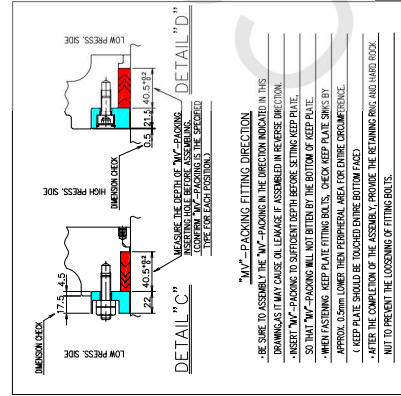 DETAIL "C"
DIMENSION CHECK
17.5
4.5
22
40.5 +0.2 0
LOW PRESS. SIDE
HIGH PRESS. SIDE
DETAIL "D"
DIMENSION CHECK
0.5
21.5
40.5 +0.2 0
LOW PRESS. SIDE
MEASURE THE DEPTH OF "MV"-PACKING
INSERTING HOLE BEFORE ASSEMBLING.
(CONFIRM "MV"-PACKING IS THE SPECIFIED
TYPE FOR EACH POSITION.)
"MV"-PACKING FITTING DIRECTION
・BE SURE TO ASSEMBLY THE "MV"-PACKING IN THE DIRECTION INDICATED IN THIS
DRAWING,AS IT MAY CAUSE OIL LEAKAGE IF ASSEMBLED IN REVERSE DIRECTION.
・INSERT "MV"-PACKING TO SUFFICIENT DEPTH BEFORE SETTING KEEP PLATE,
SO THAT "MV"-PACKING WILL NOT BITTEN BY THE BOTTOM OF KEEP PLATE.
・WHEN FASTENING KEEP PLATE FITTING BOLTS, CHECK KEEP PLATE SINKS BY
APPROX. 0.5mm LOWER THEN PERIPHERAL AREA FOR ENTIRE CIRCUMFERENCE.
( KEEP PLATE SHOULD BE TOUCHED ENTIRE BOTTOM FACE)
・AFTER THE COMPLETION OF THE ASSEMBLY, PROVIDE THE RETAINING RING AND HARD ROCK
NUT TO PREVENT THE LOOSENING OF FITTING BOLTS.